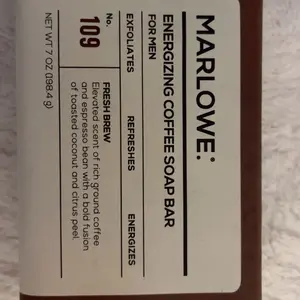 MARLOWE.
ENERGIZING COFFEE SOAP BAR
FOR MEN
EXFOLIATES REFRESHES ENERGIZES
No.
109
FRESH BREW
Elevated scent of rich ground coffee
and espresso bean with a bold fusion
of toasted coconut and citrus peel.
NET WT 7 OZ (198.4 g)